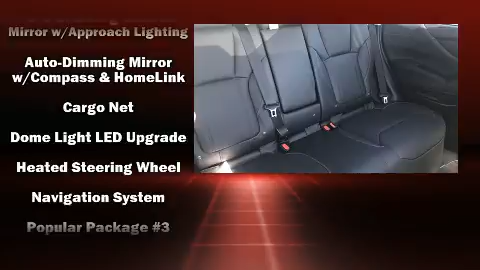 Mirror w/Approach Lighting
Auto-Dimming Mirror
w/Compass & HomeLink
Cargo Net
Dome Light LED Upgrade
Heated Steering Wheel
Navigation System
Popular Package #3